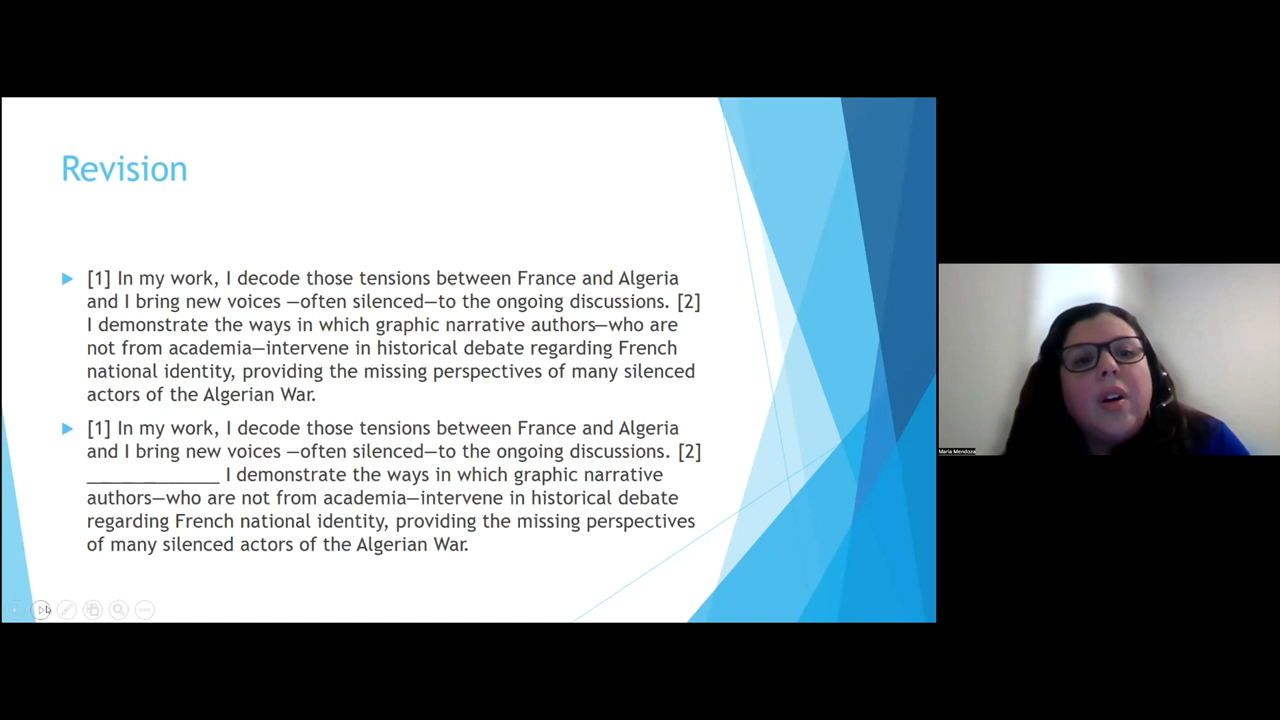 Revision
[1] In my work, I decode those tensions between France and Algeria
and I bring new voices —often silenced—to the ongoing discussions. [2]
I demonstrate the ways in which graphic narrative authors—who are
not from academia—intervene in historical debate regarding French
national identity, providing the missing perspectives of many silenced
actors of the Algerian War.
[1] In my work, I decode those tensions between France and Algeria
and I bring new voices —often silenced—to the ongoing discussions. [2]
_____________ I demonstrate the ways in which graphic narrative
authors—who are not from academia—intervene in historical debate
regarding French national identity, providing the missing perspectives
of many silenced actors of the Algerian War.
Maria Mendoza